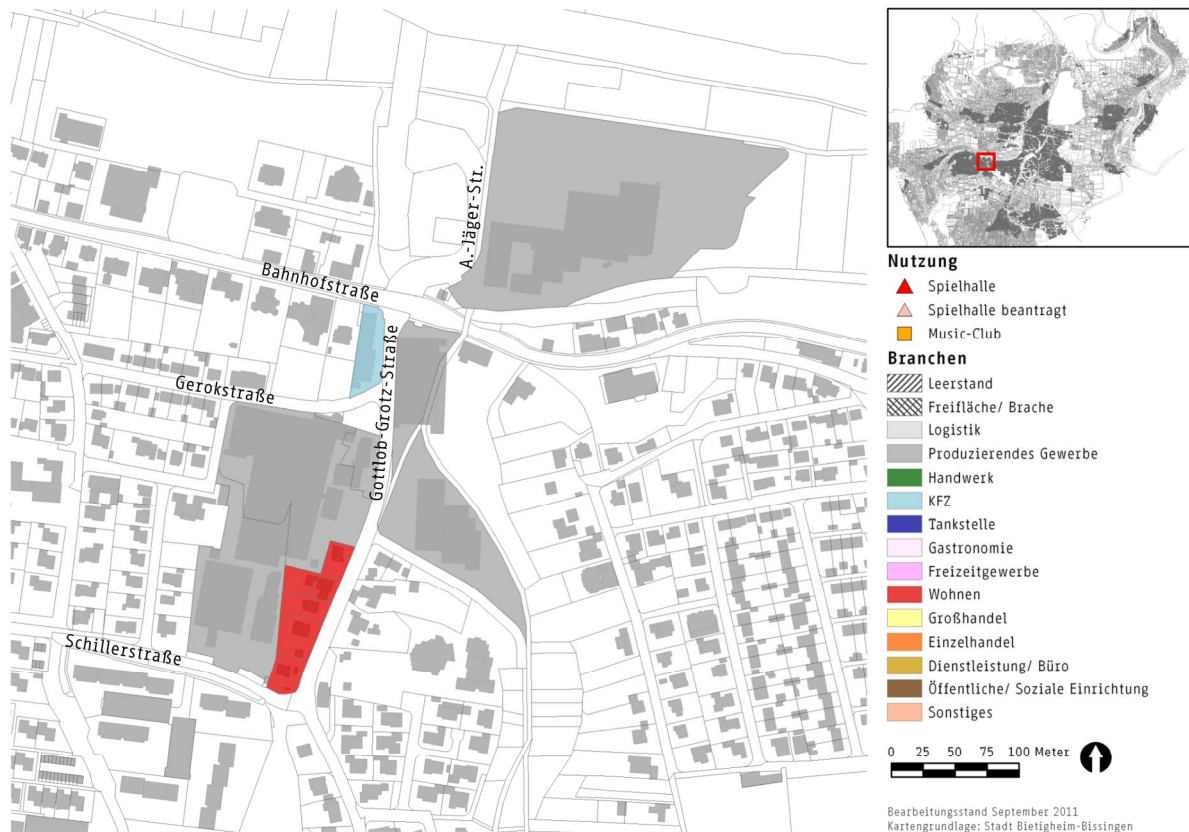 A.-Jäger-Str.
Bahnhofstraße
Gottlob-Grotz-Straße
Gerokstraße
Schillerstraße
Nutzung
Spielhalle
Spielhalle beantragt
Music-Club
Branchen
Leerstand
Freifläche/ Brache
Logistik
Produzierendes Gewerbe
Handwerk
KFZ
Tankstelle
Gastronomie
Freizeitgewerbe
Wohnen
Großhandel
Einzelhandel
Dienstleistung/ Büro
Öffentliche/ Soziale Einrichtung
Sonstiges
0 25 50 75 100 Meter
Bearbeitungsstand September 2011
Kartengrundlage: Stadt Bietigheim-Bissingen